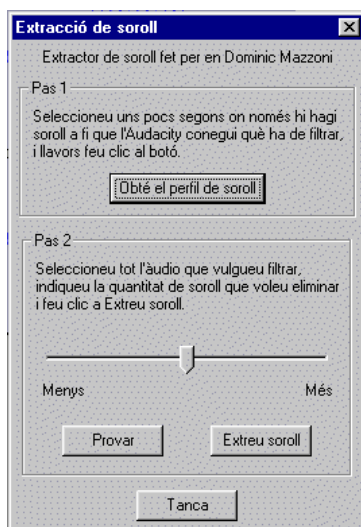 Extracció de soroll
Extractor de soroll fet per en Dominic Mazzoni
Pas 1
Seleccioneu uns pocs segons on només hi hagi
soroll a fi que l'Audacity conegui què ha de filtrar,
i llavors feu clic al botó.
Obté el perfil de soroll
Pas 2
Seleccioneu tot l'àudio que vulgueu filtrar,
indiqueu la quantitat de soroll que voleu eliminar
i feu clic a Extreu soroll.
Menys Més
Provar Extreu soroll
Tanca